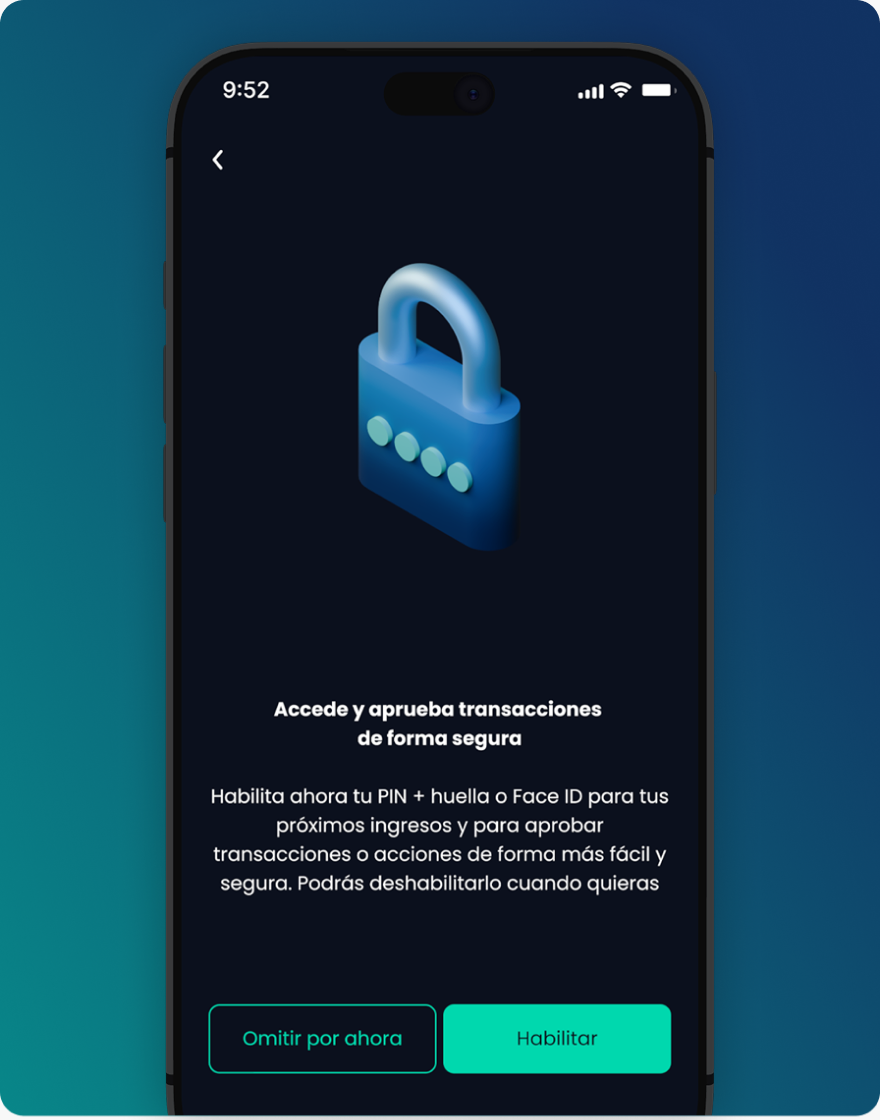 9:52
Accede y aprueba transacciones
de forma segura
Habilita ahora tu PIN + huella o Face ID para tus
próximos ingresos y para aprobar
transacciones o acciones de forma más fácil y
segura. Podrás deshabilitarlo cuando quieras
Omitir por ahora
Habilitar